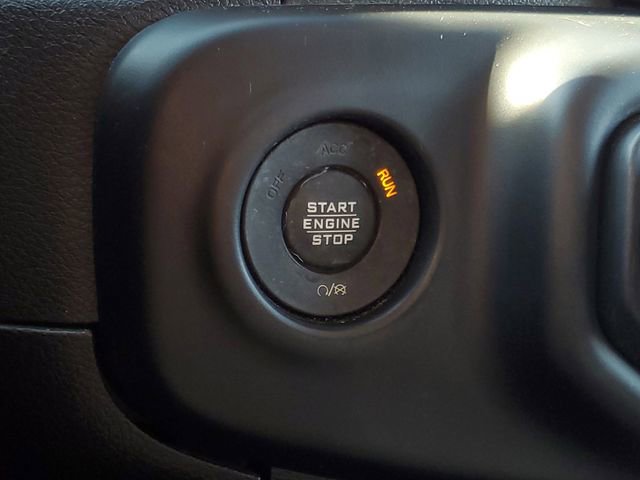 OFF
ACC
RUN
START
ENGINE
STOP